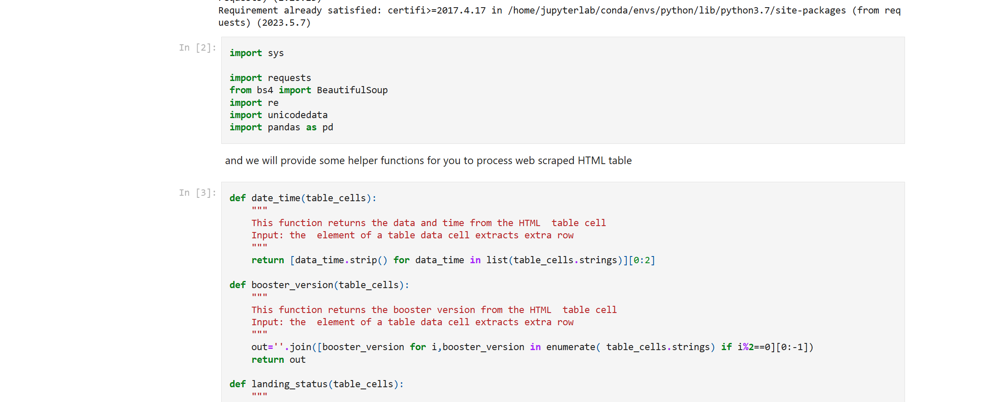 Requirement already satisfied: certifi>=2017.4.17 in /home/jupyterlab/conda/envs/python/lib/python3.7/site-packages (from req
uests) (2023.5.7)
In [2]:
import sys
import requests
from bs4 import BeautifulSoup
import re
import unicodedata
import pandas as pd
and we will provide some helper functions for you to process web scraped HTML table
In [3]:
def date_time(table_cells):
    """
    This function returns the data and time from the HTML  table cell
    Input: the  element of a table data cell extracts extra row
    """
    return [data_time.strip() for data_time in list(table_cells.strings)][0:2]
def booster_version(table_cells):
    """
    This function returns the booster version from the HTML  table cell
    Input: the  element of a table data cell extracts extra row
    """
    out=''.join([booster_version for i,booster_version in enumerate( table_cells.strings) if i%2==0][0:-1])
    return out
def landing_status(table_cells):
    """